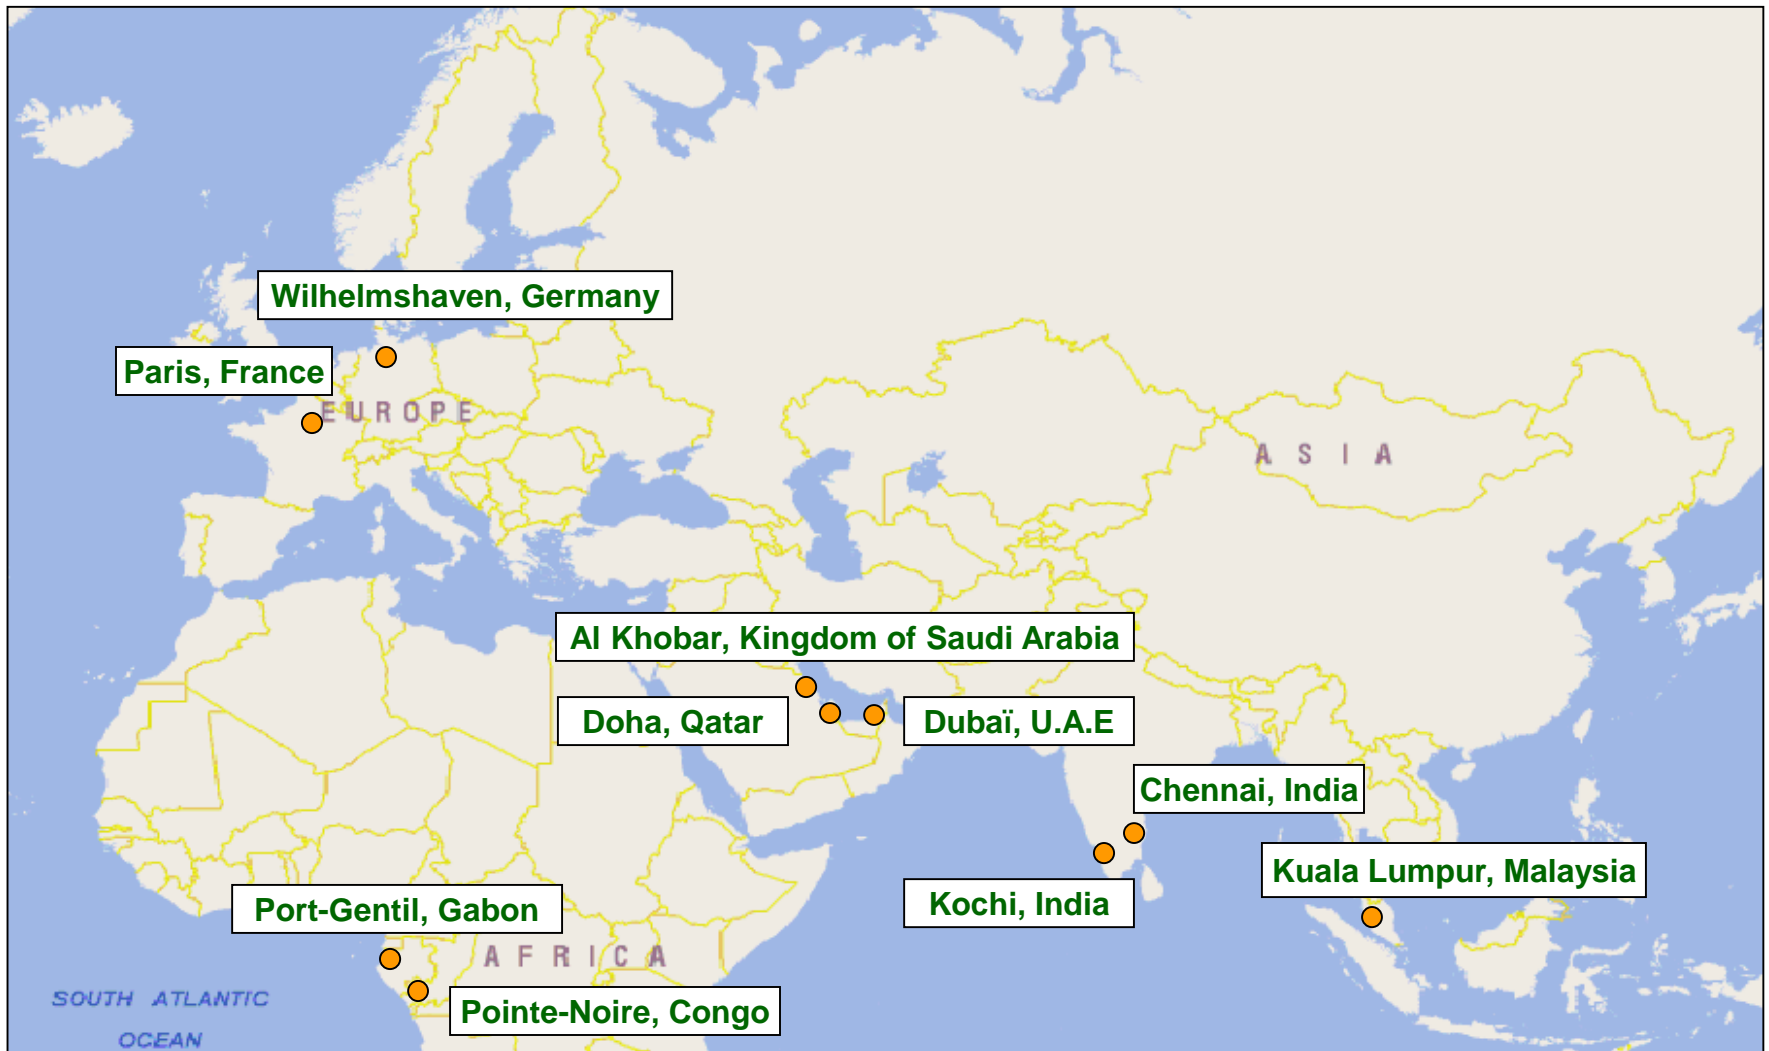 Wilhelmshaven, Germany
Paris, France
EUROPE
ASIA
Al Khobar, Kingdom of Saudi Arabia
Doha, Qatar
Dubaï, U.A.E
Chennai, India
Kuala Lumpur, Malaysia
Kochi, India
Port-Gentil, Gabon
AFRICA
SOUTH ATLANTIC
OCEAN
Pointe-Noire, Congo